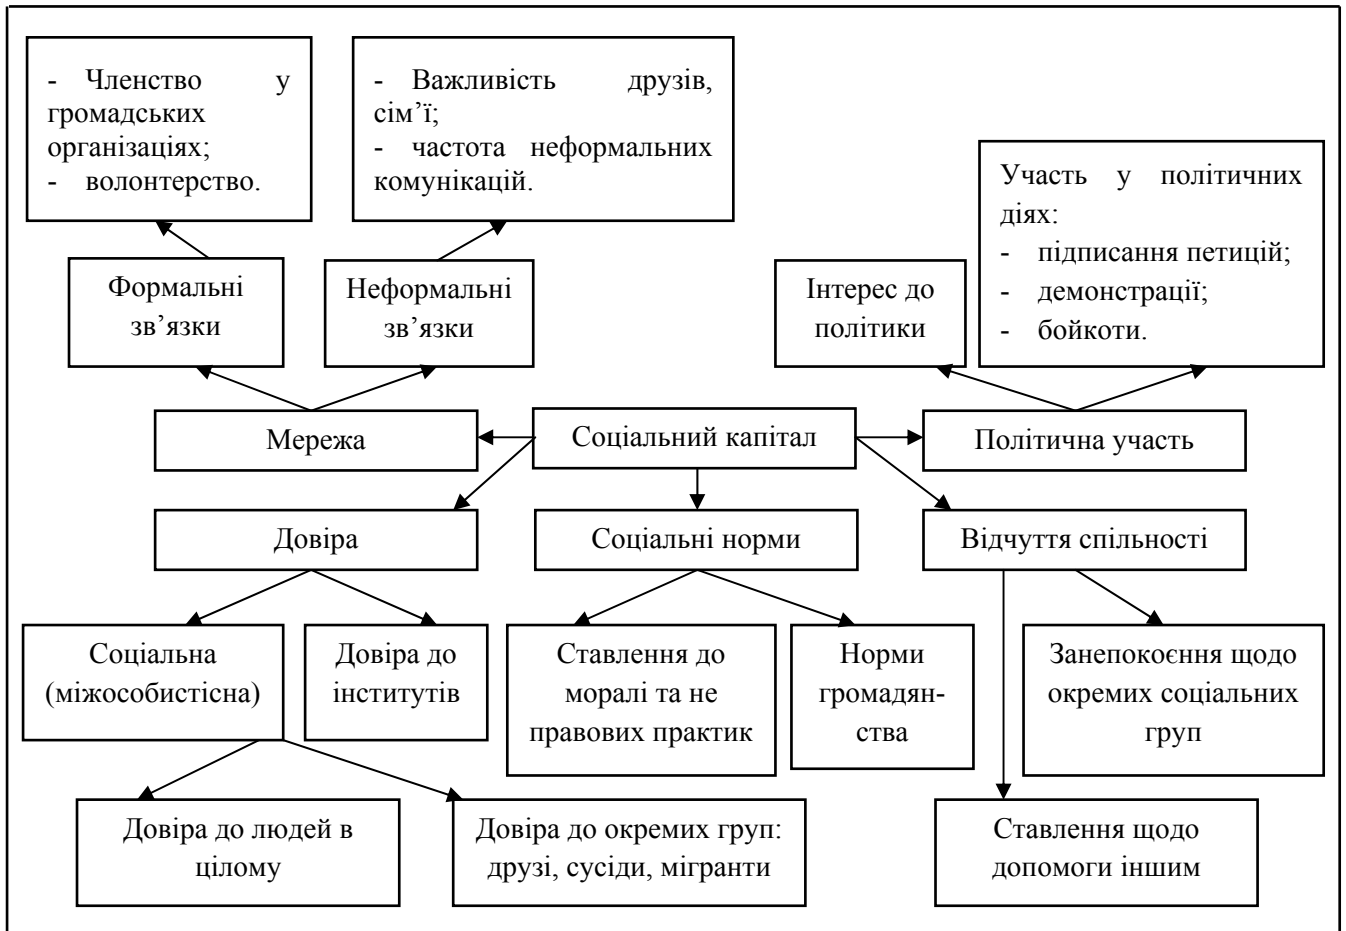 - Членство у
громадських
організаціях;
- волонтерство.
- Важливість друзів,
сім’ї;
- частота неформальних
комунікацій.
Участь у політичних
діях:
- підписання петицій;
- демонстрації;
- бойкоти.
Формальні
зв’язки
Неформальні
зв’язки
Інтерес до
політики
Мережа
Соціальний капітал
Політична участь
Довіра
Соціальні норми
Відчуття спільності
Соціальна
(міжособистісна)
Довіра до
інститутів
Ставлення до
моралі та не
правових практик
Норми
громадян-
ства
Занепокоєння щодо
окремих соціальних
груп
Довіра до людей в
цілому
Довіра до окремих груп:
друзі, сусіди, мігранти
Ставлення щодо
допомоги іншим